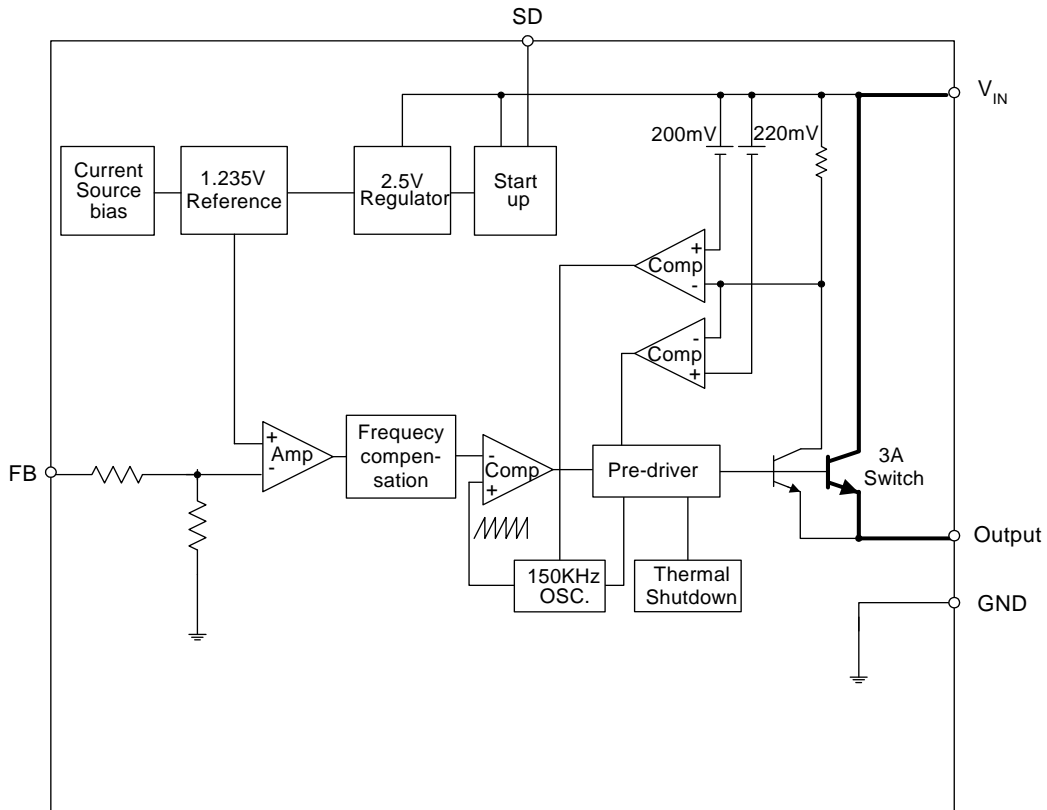 SD
V_IN
200mV
220mV
Current
Source
bias
1.235V
Reference
2.5V
Regulator
Start
up
+
Comp
-
-
Comp
+
FB
+
Amp
-
Frequecy
compen-
sation
-
Comp
+
Pre-driver
3A
Switch
Output
150KHz
OSC.
Thermal
Shutdown
GND